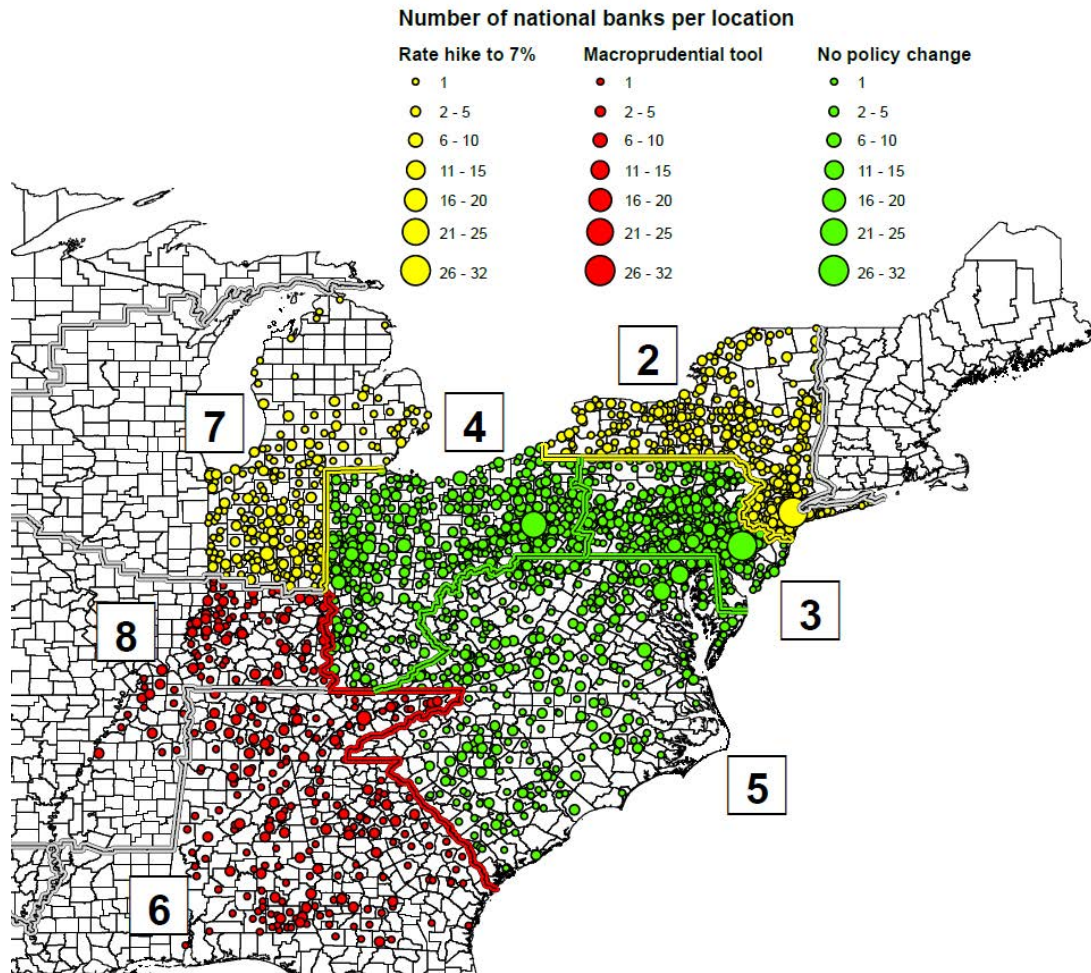 Number of national banks per location
Rate hike to 7% Macroprudential tool No policy change
1 1 1
2 - 5 2 - 5 2 - 5
6 - 10 6 - 10 6 - 10
11 - 15 11 - 15 11 - 15
16 - 20 16 - 20 16 - 20
21 - 25 21 - 25 21 - 25
26 - 32 26 - 32 26 - 32
2
7
4
8
3
5
6